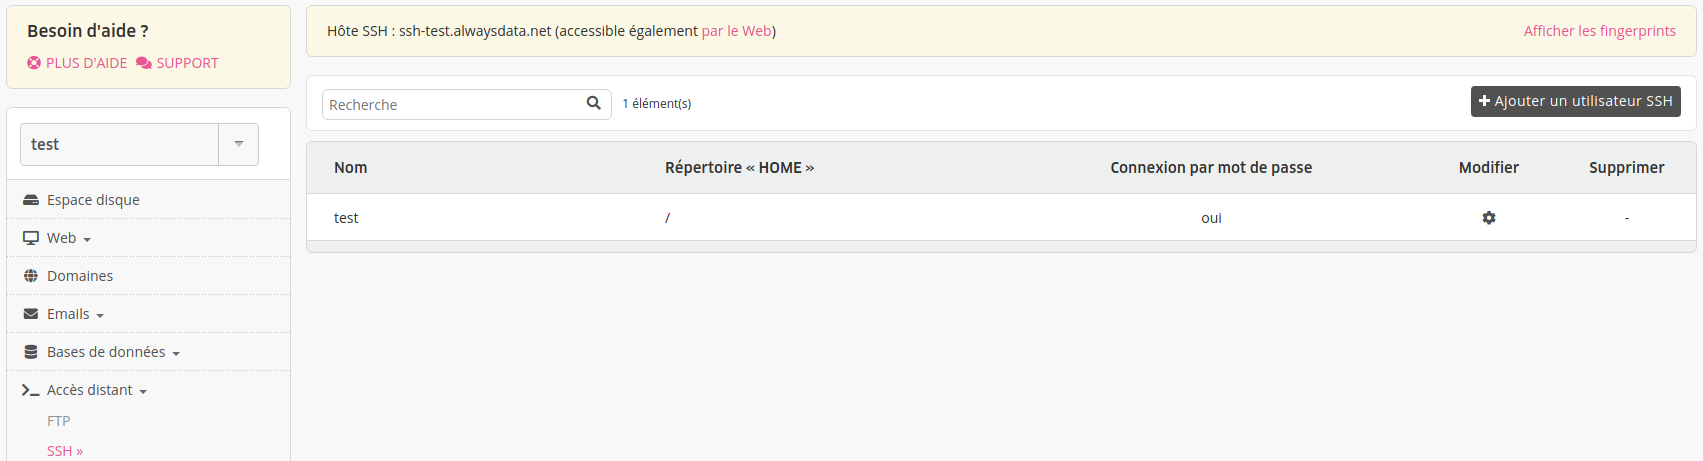 Besoin d'aide ?
PLUS D'AIDE SUPPORT
test
Espace disque
Web
Domaines
Emails
Bases de données
Accès distant
FTP
SSH »
Hôte SSH : ssh-test.alwaysdata.net (accessible également par le Web) Afficher les fingerprints
Recherche 1 élément(s) Ajouter un utilisateur SSH
Nom Répertoire « HOME » Connexion par mot de passe Modifier Supprimer
test / oui -